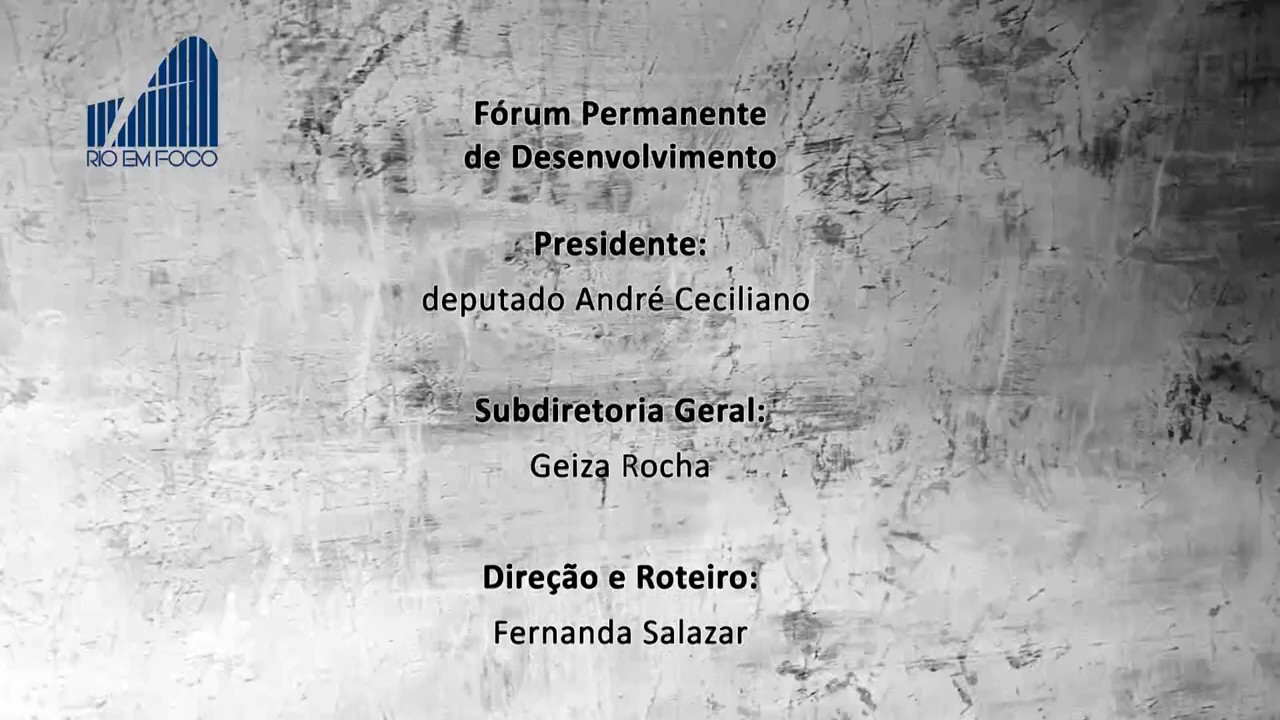 RIO EM FOCO
Fórum Permanente
de Desenvolvimento
Presidente:
deputado André Ceciliano
Subdiretoria Geral:
Geiza Rocha
Direção e Roteiro:
Fernanda Salazar